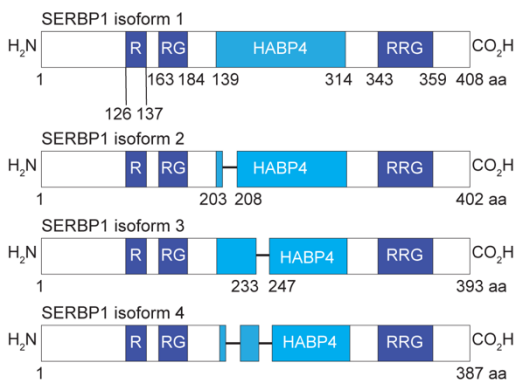 SERBP1 isoform 1
H2N R RG HABP4 RRG CO2H
1 163 184 139 314 343 359 408 aa
126 137
SERBP1 isoform 2
H2N R RG HABP4 RRG CO2H
1 203 208 402 aa
SERBP1 isoform 3
H2N R RG HABP4 RRG CO2H
1 233 247 393 aa
SERBP1 isoform 4
H2N R RG HABP4 RRG CO2H
1 387 aa